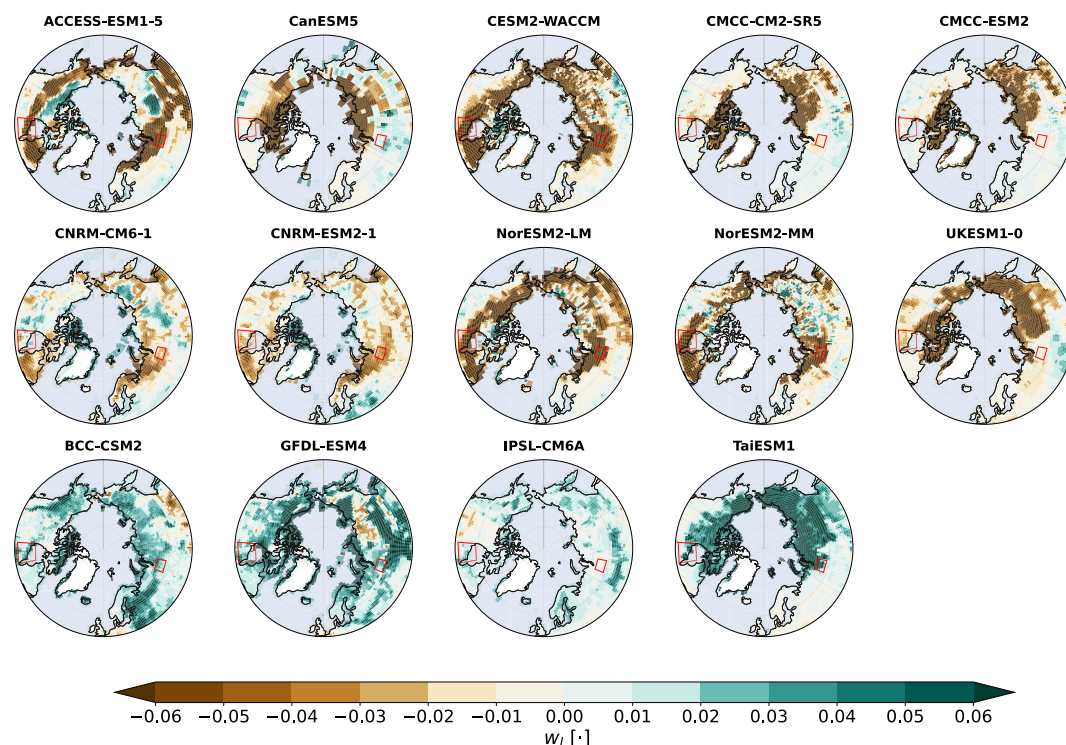 ACCESS-ESM1-5 CanESM5 CESM2-WACCM CMCC-CM2-SR5 CMCC-ESM2
CNRM-CM6-1 CNRM-ESM2-1 NorESM2-LM NorESM2-MM UKESM1-0
BCC-CSM2 GFDL-ESM4 IPSL-CM6A TaiESM1
−0.06 −0.05 −0.04 −0.03 −0.02 −0.01 0.00 0.01 0.02 0.03 0.04 0.05 0.06
w_l [·]